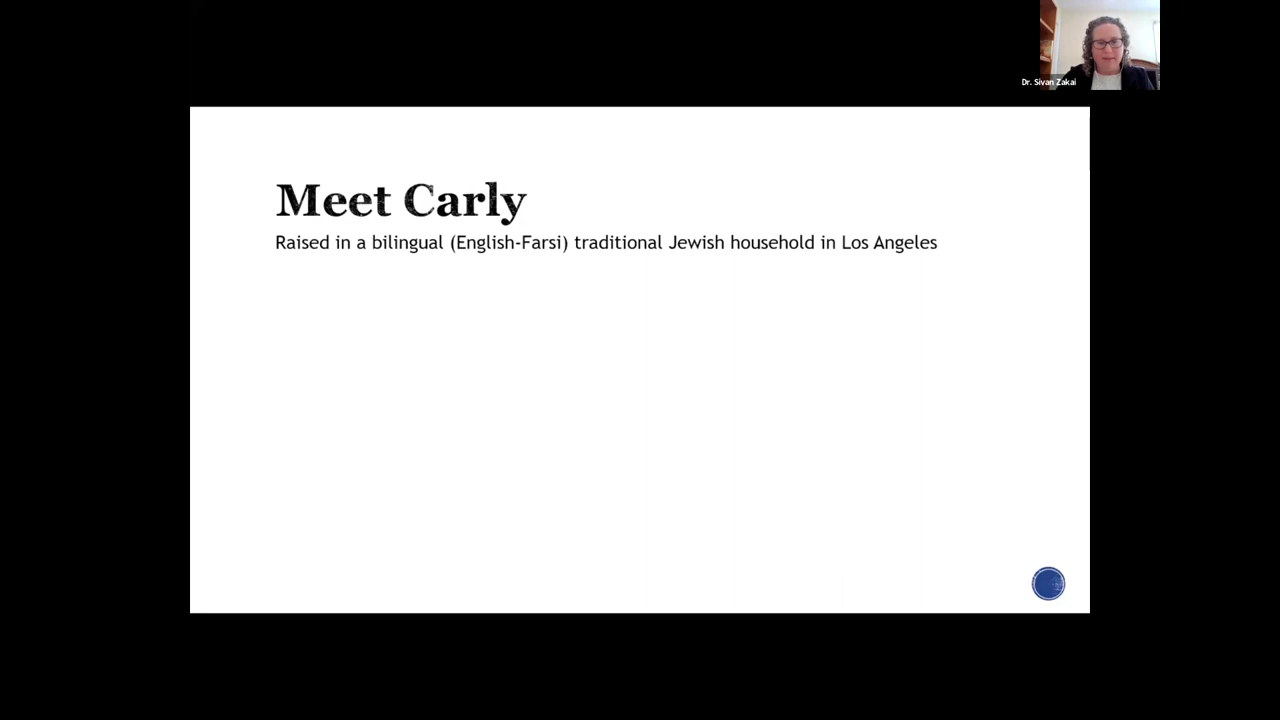 Dr. Sivan Zakai
Meet Carly
Raised in a bilingual (English-Farsi) traditional Jewish household in Los Angeles